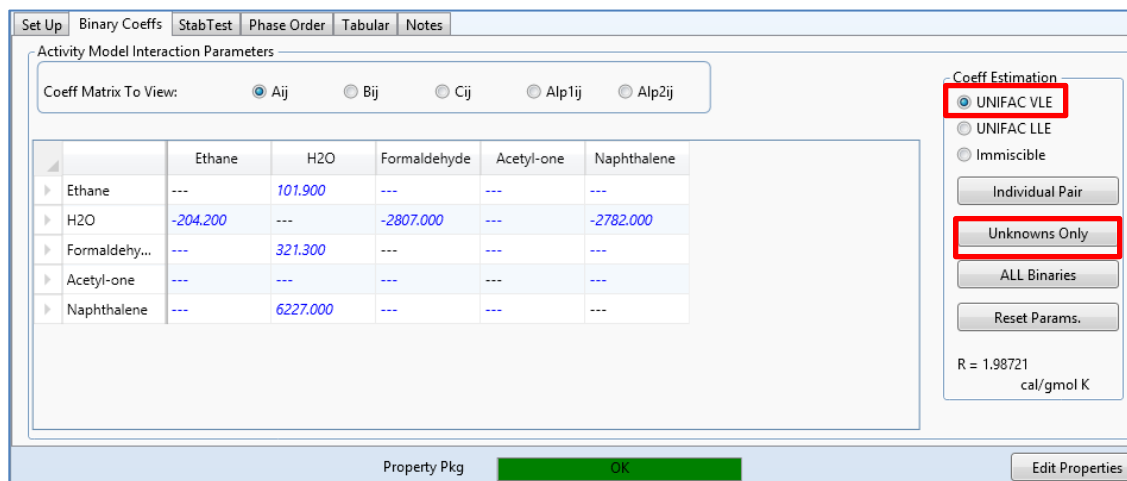 Set Up Binary Coeffs StabTest Phase Order Tabular Notes
Activity Model Interaction Parameters
Coeff Matrix To View: Aij Bij Cij Alp1ij Alp2ij
Ethane H2O Formaldehyde Acetyl-one Naphthalene
Ethane --- 101.900 --- --- ---
H2O -204.200 --- -2807.000 --- -2782.000
Formaldehy... --- 321.300 --- --- ---
Acetyl-one --- --- --- --- ---
Naphthalene --- 6227.000 --- --- ---
Coeff Estimation
UNIFAC VLE
UNIFAC LLE
Immiscible
Individual Pair
Unknowns Only
ALL Binaries
Reset Params.
R = 1.98721
cal/gmol K
Property Pkg OK Edit Properties